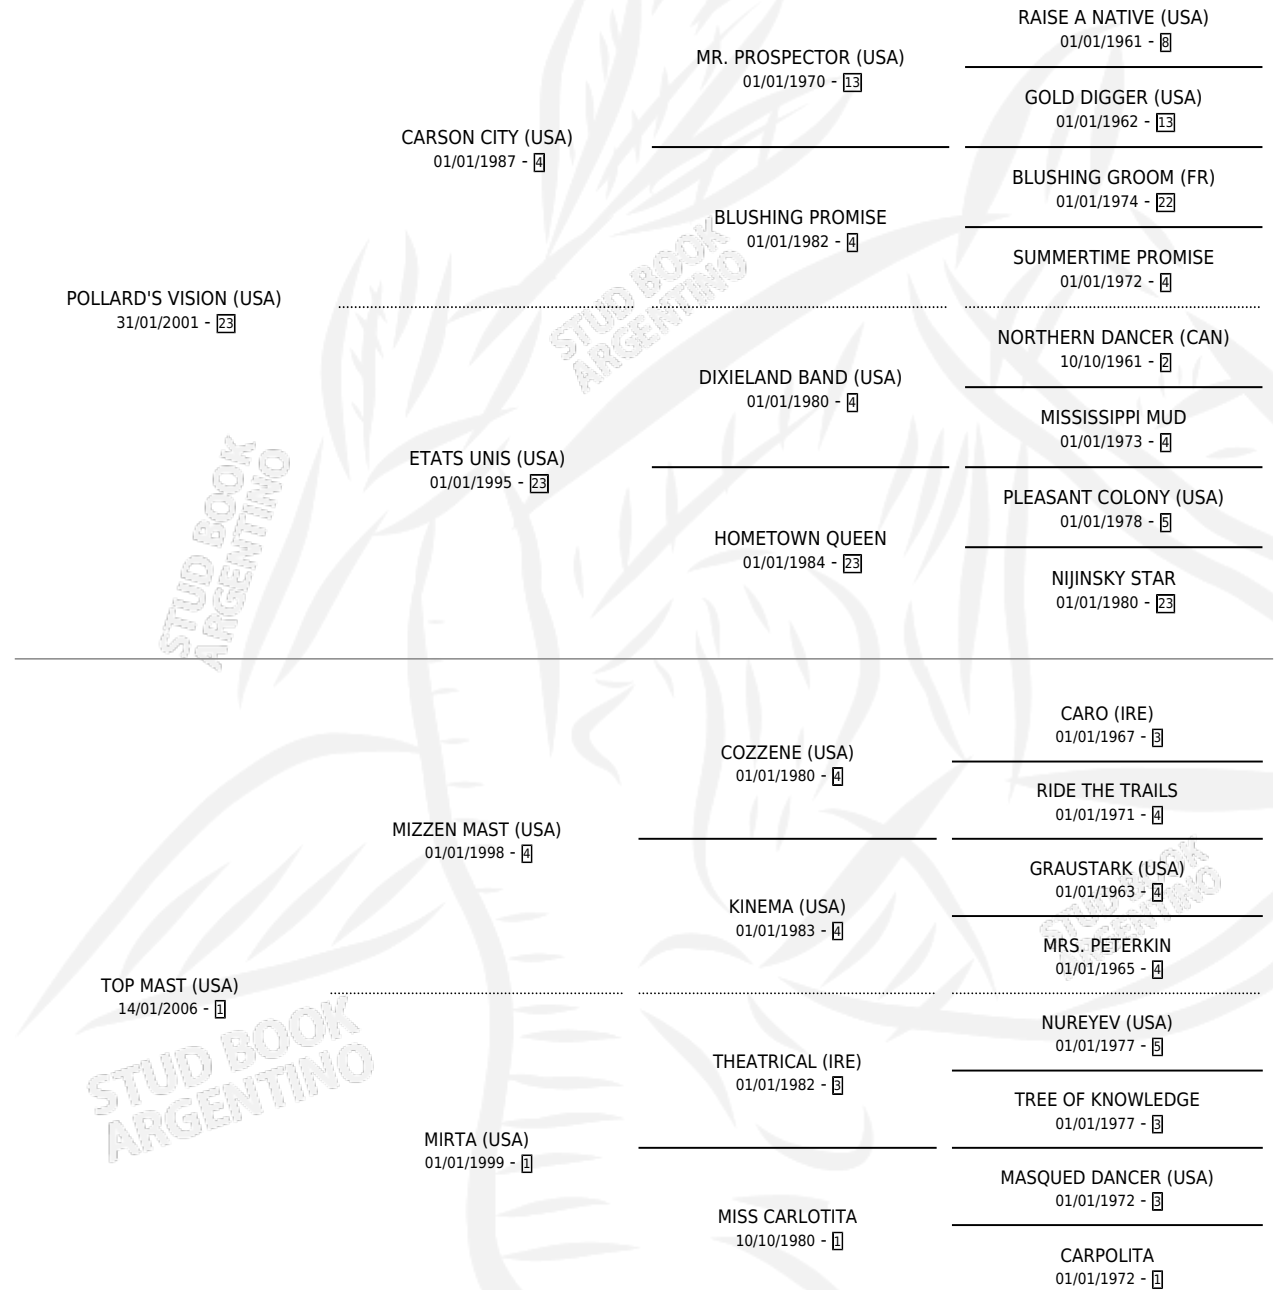 RAISE A NATIVE (USA)
01/01/1961 - 8
MR. PROSPECTOR (USA)
01/01/1970 - 13
GOLD DIGGER (USA)
01/01/1962 - 13
CARSON CITY (USA)
01/01/1987 - 4
BLUSHING GROOM (FR)
01/01/1974 - 22
BLUSHING PROMISE
01/01/1982 - 4
SUMMERTIME PROMISE
01/01/1972 - 4
POLLARD'S VISION (USA)
31/01/2001 - 23
NORTHERN DANCER (CAN)
10/10/1961 - 2
DIXIELAND BAND (USA)
01/01/1980 - 4
MISSISSIPPI MUD
01/01/1973 - 4
ETATS UNIS (USA)
01/01/1995 - 23
PLEASANT COLONY (USA)
01/01/1978 - 5
HOMETOWN QUEEN
01/01/1984 - 23
NIJINSKY STAR
01/01/1980 - 23
CARO (IRE)
01/01/1967 - 3
COZZENE (USA)
01/01/1980 - 4
RIDE THE TRAILS
01/01/1971 - 4
MIZZEN MAST (USA)
01/01/1998 - 4
GRAUSTARK (USA)
01/01/1963 - 4
KINEMA (USA)
01/01/1983 - 4
MRS. PETERKIN
01/01/1965 - 4
TOP MAST (USA)
14/01/2006 - 1
NUREYEV (USA)
01/01/1977 - 5
THEATRICAL (IRE)
01/01/1982 - 3
TREE OF KNOWLEDGE
01/01/1977 - 3
MIRTA (USA)
01/01/1999 - 1
MASQUED DANCER (USA)
01/01/1972 - 3
MISS CARLOTITA
10/10/1980 - 1
CARPOLITA
01/01/1972 - 1
STUD BOOK
ARGENTINO
STUD BOOK
ARGENTINO
STUD BOOK
ARGENTINO
STUD BOOK
ARGENTINO